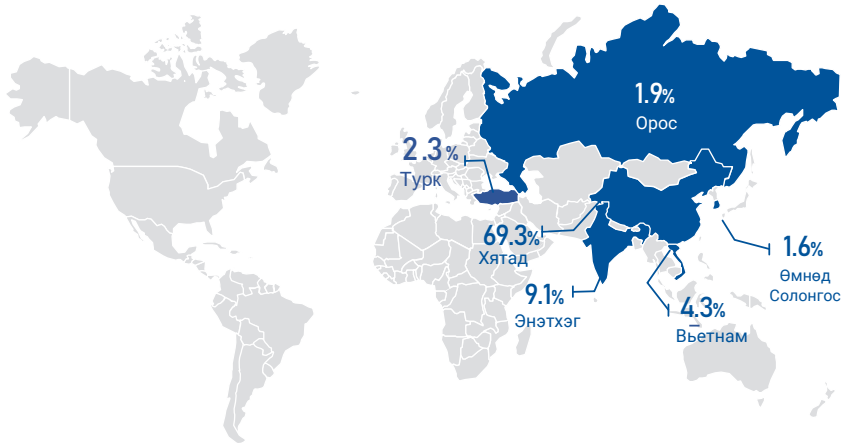 1.9%
Орос
2.3%
Турк
69.3%
Хятад
1.6%
Өмнөд
Солонгос
9.1%
Энэтхэг
4.3%
Вьетнам